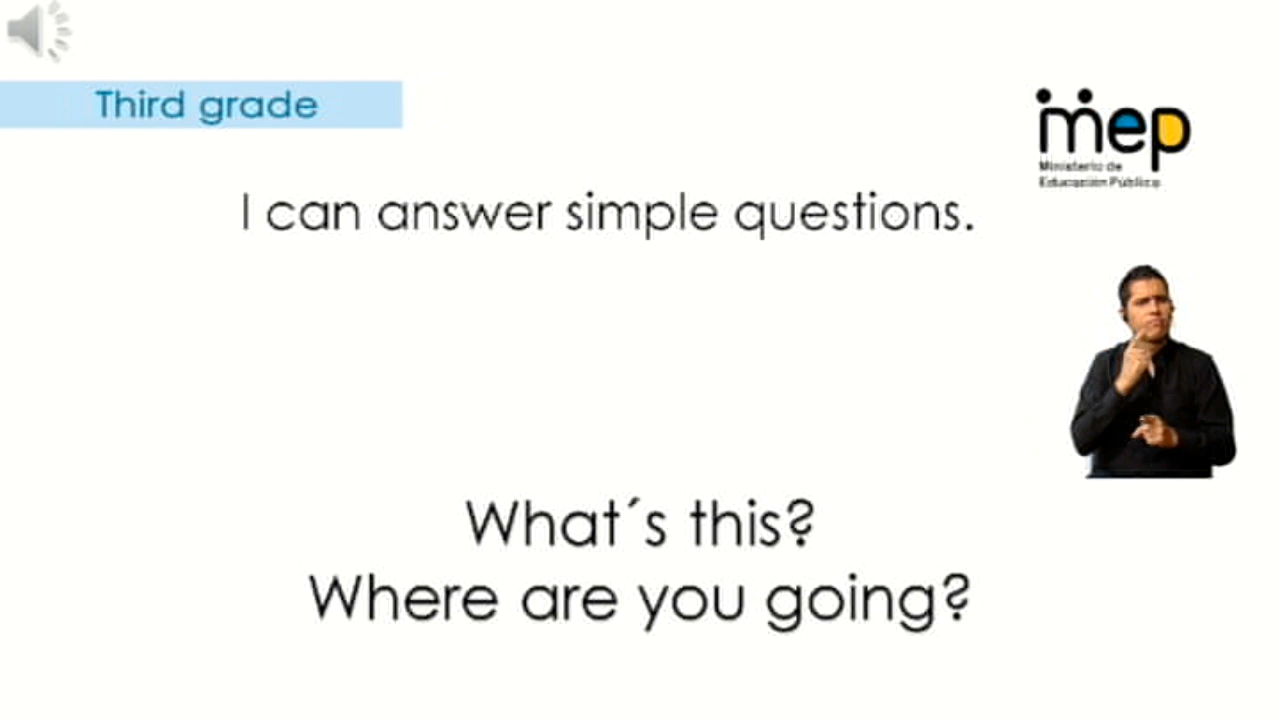 Third grade
mep
Ministerio de
Educación Pública
I can answer simple questions.
What´s this?
Where are you going?